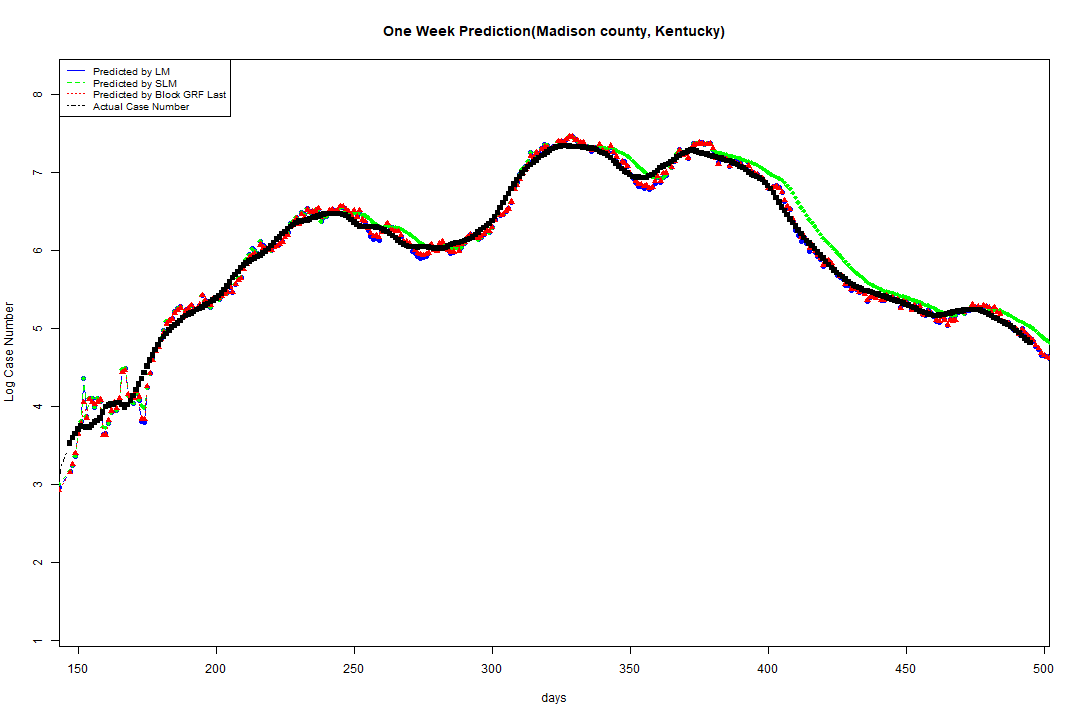 One Week Prediction(Madison county, Kentucky)
Predicted by LM
Predicted by SLM
Predicted by Block GRF Last
Actual Case Number
8
7
6
5
4
3
2
1
Log Case Number
150 200 250 300 350 400 450 500
days